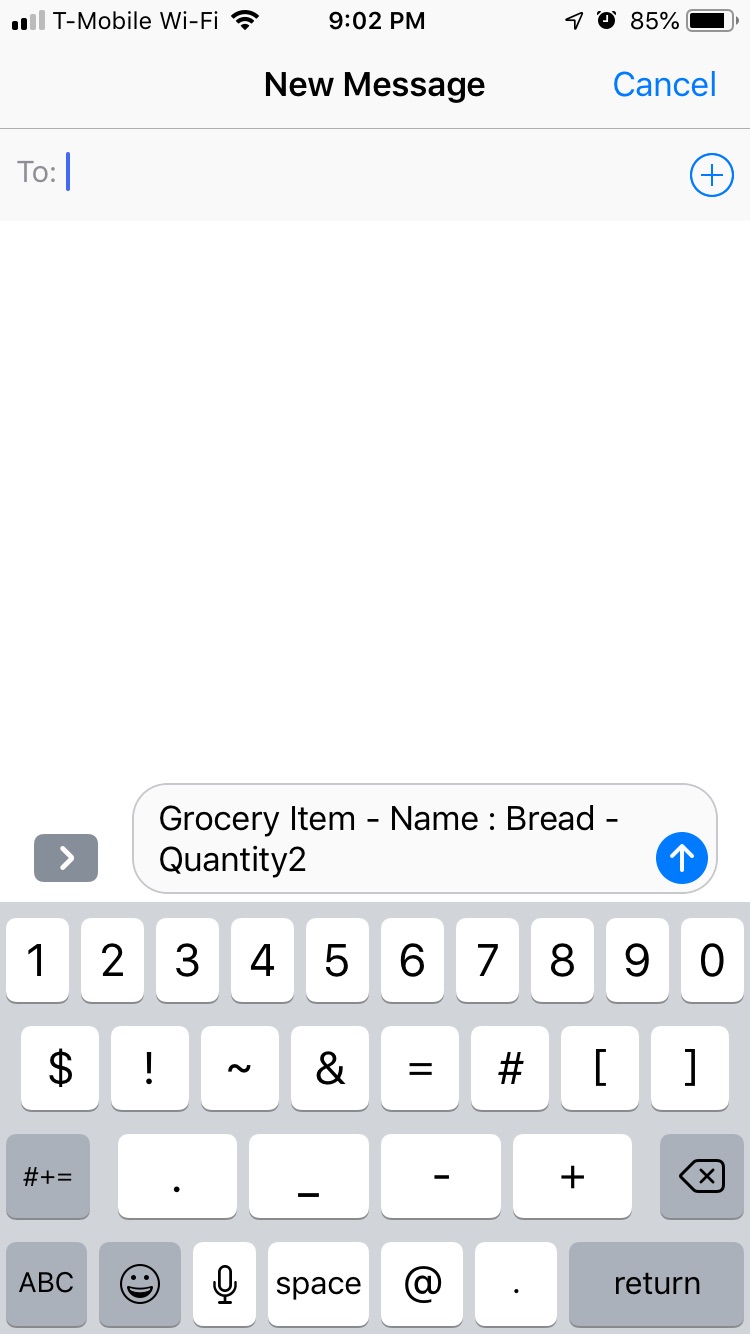 T-Mobile Wi-Fi 9:02 PM 85%
New Message Cancel
To:
Grocery Item - Name : Bread -
Quantity2
1 2 3 4 5 6 7 8 9 0
$ ! ~ & = # [ ]
#+= . _ - +
ABC space @ . return